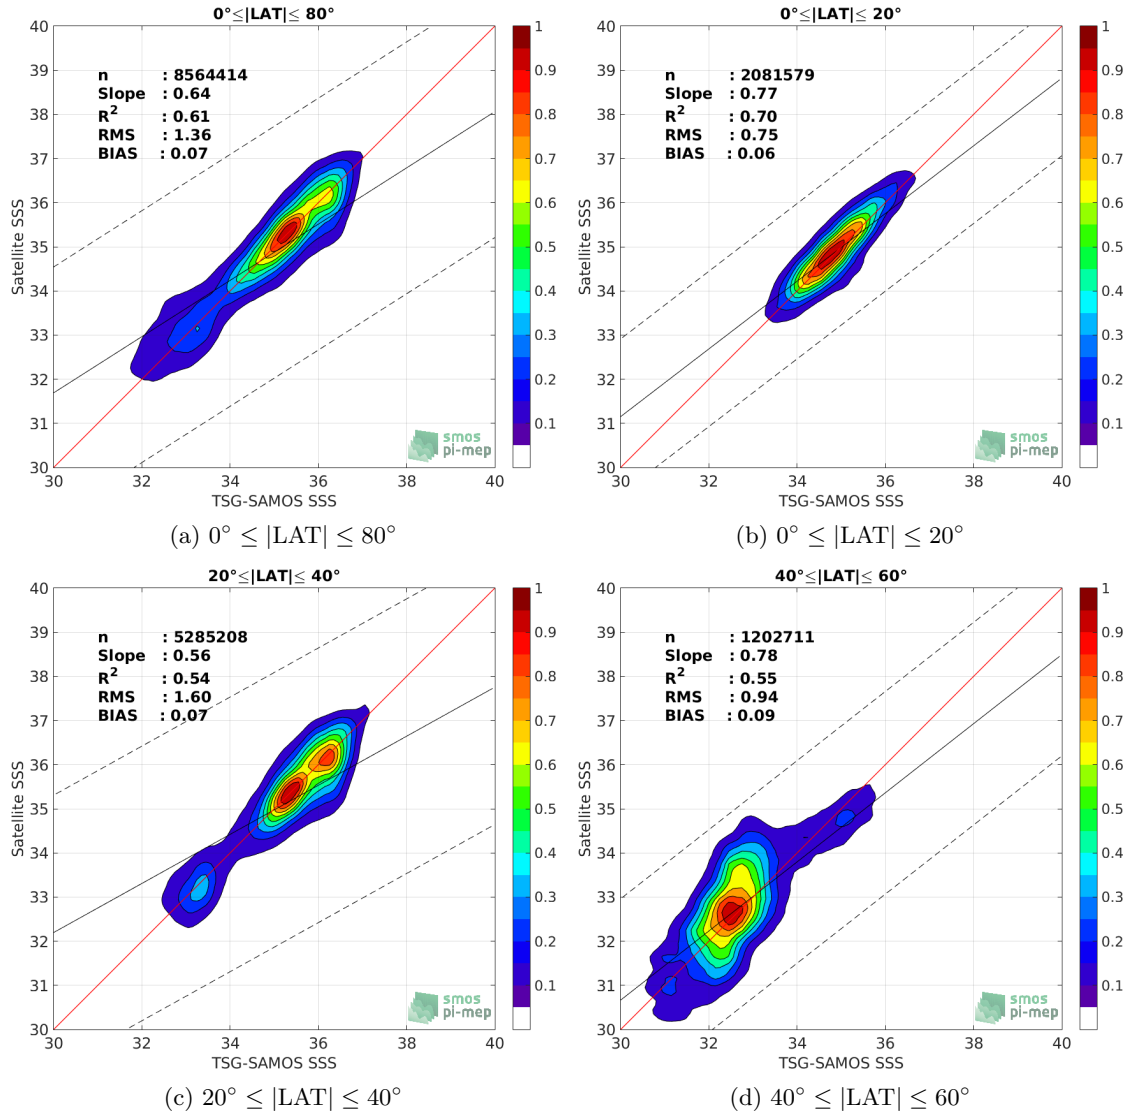 0°≤|LAT|≤ 80°
n : 8564414
Slope : 0.64
R² : 0.61
RMS : 1.36
BIAS : 0.07
40
39
38
37
36
35
34
33
32
31
30
30 32 34 36 38 40
Satellite SSS
TSG-SAMOS SSS
1
0.9
0.8
0.7
0.6
0.5
0.4
0.3
0.2
0.1
smos
pi-mep
(a) 0° ≤ |LAT| ≤ 80°
0°≤|LAT|≤ 20°
n : 2081579
Slope : 0.77
R² : 0.70
RMS : 0.75
BIAS : 0.06
40
39
38
37
36
35
34
33
32
31
30
30 32 34 36 38 40
Satellite SSS
TSG-SAMOS SSS
1
0.9
0.8
0.7
0.6
0.5
0.4
0.3
0.2
0.1
smos
pi-mep
(b) 0° ≤ |LAT| ≤ 20°
20°≤|LAT|≤ 40°
n : 5285208
Slope : 0.56
R² : 0.54
RMS : 1.60
BIAS : 0.07
40
39
38
37
36
35
34
33
32
31
30
30 32 34 36 38 40
Satellite SSS
TSG-SAMOS SSS
1
0.9
0.8
0.7
0.6
0.5
0.4
0.3
0.2
0.1
smos
pi-mep
(c) 20° ≤ |LAT| ≤ 40°
40°≤|LAT|≤ 60°
n : 1202711
Slope : 0.78
R² : 0.55
RMS : 0.94
BIAS : 0.09
40
39
38
37
36
35
34
33
32
31
30
30 32 34 36 38 40
Satellite SSS
TSG-SAMOS SSS
1
0.9
0.8
0.7
0.6
0.5
0.4
0.3
0.2
0.1
smos
pi-mep
(d) 40° ≤ |LAT| ≤ 60°